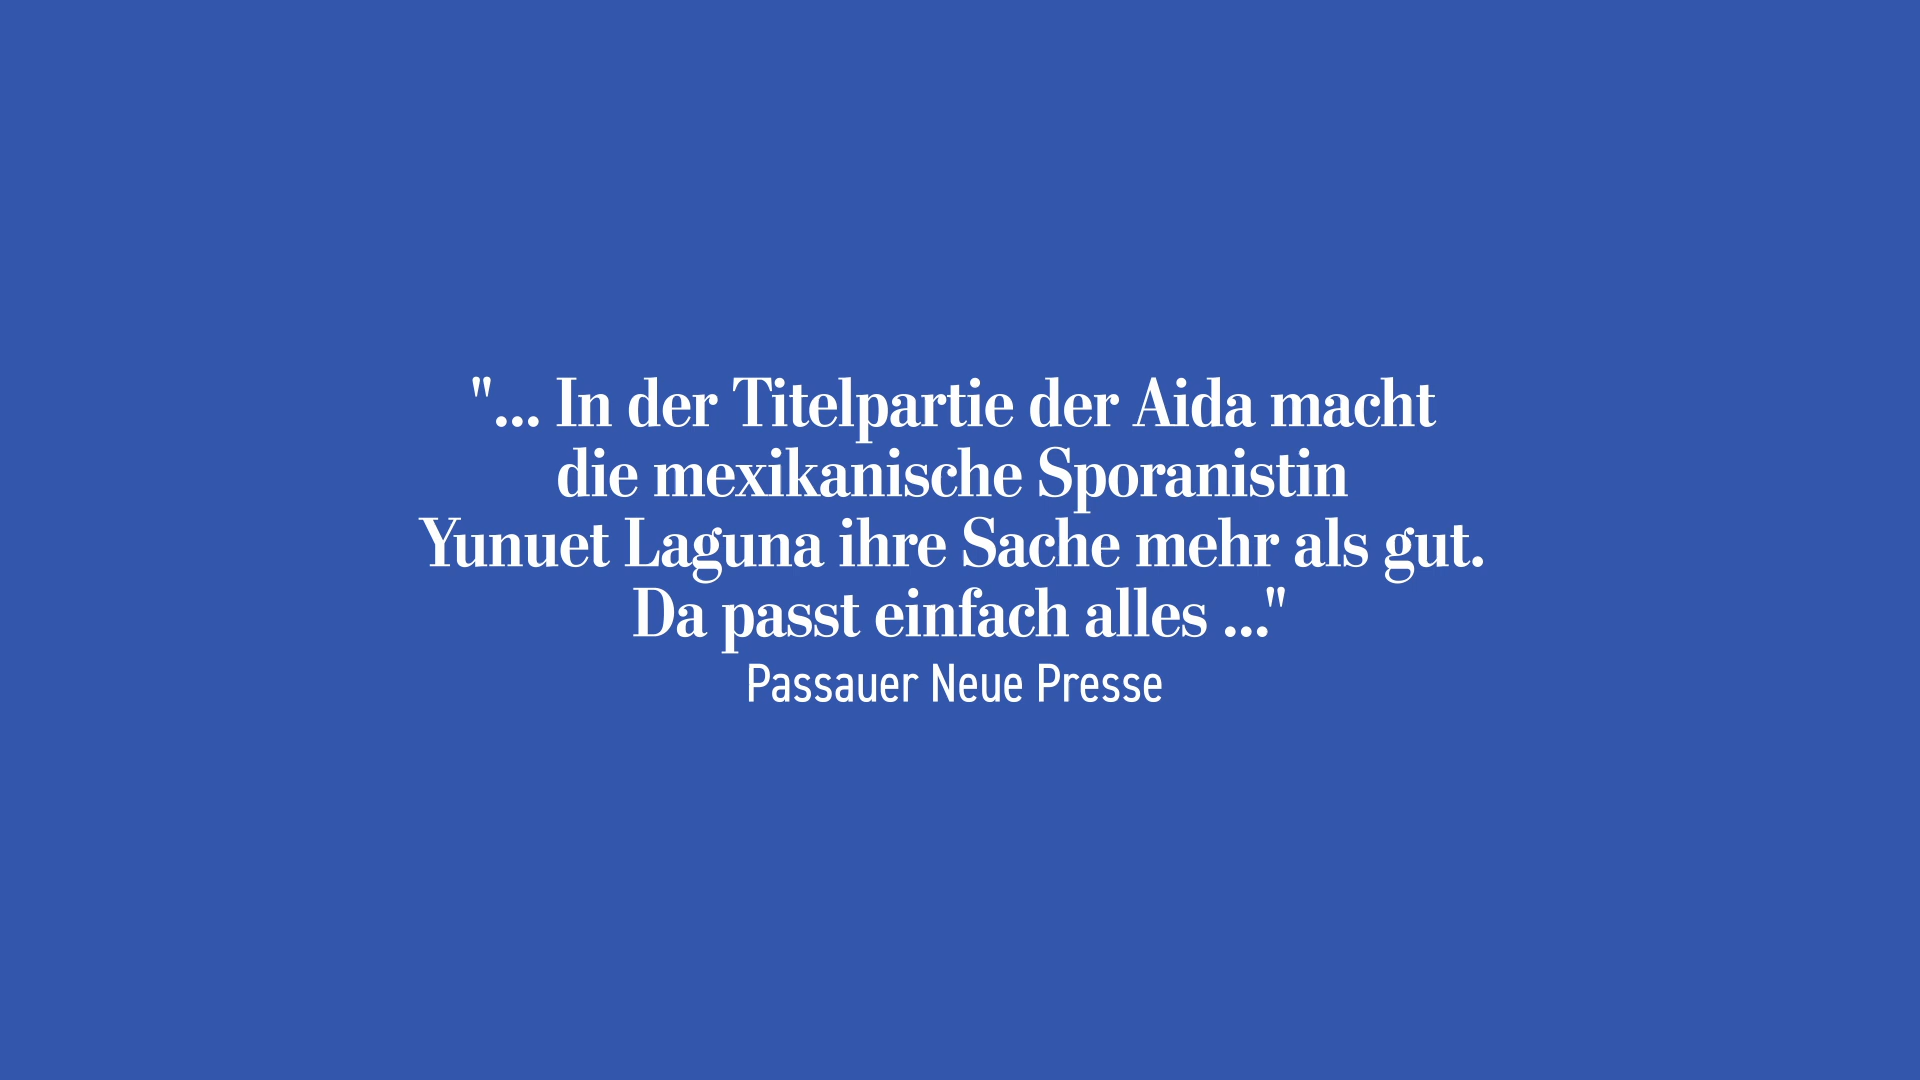 "... In der Titelpartie der Aida macht
die mexikanische Sporanistin
Yunuet Laguna ihre Sache mehr als gut.
Da passt einfach alles ..."
Passauer Neue Presse